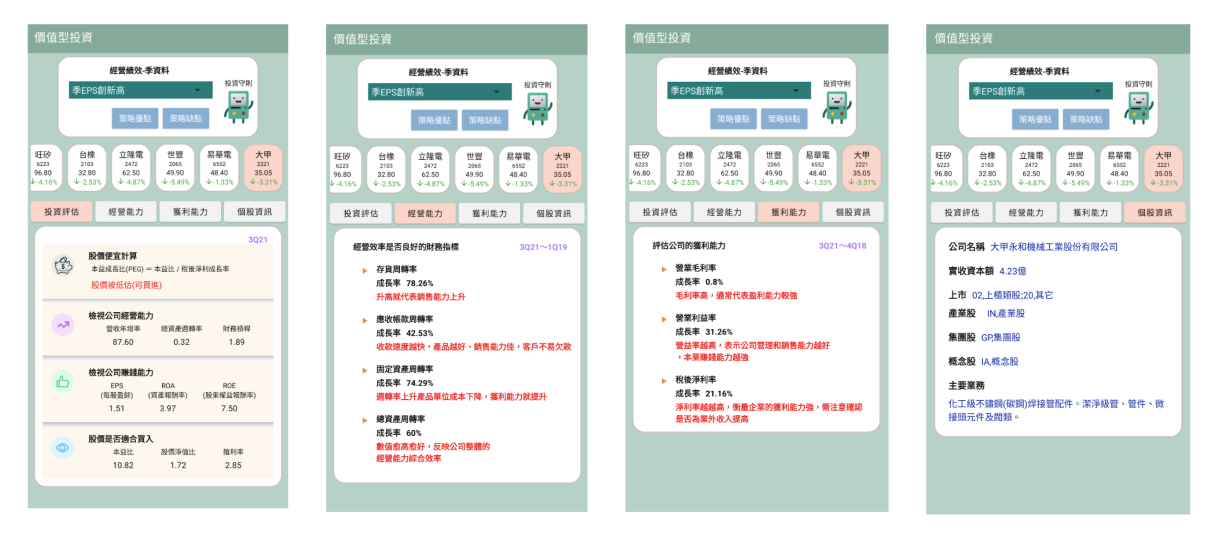 價值型投資
經營績效-季資料
季EPS創新高
投資守則
策略優點 策略缺點
旺矽 台橡 立隆電 世豐 易華電 大甲
6223 2103 2472 2065 6552 2221
96.80 32.80 62.50 49.90 48.40 35.05
-4.16% -2.53% -4.87% -5.49% -1.33% -3.31%
投資評估 經營能力 獲利能力 個股資訊
3Q21
股價便宜計算
本益成長比(PEG) = 本益比 / 稅後淨利成長率
股價被低估(可買進)
檢視公司經營能力
營收年增率 總資產迴轉率 財務槓桿
87.60 0.32 1.89
檢視公司賺錢能力
EPS ROA ROE
(每股盈餘) (資產報酬率) (股東權益報酬率)
1.51 3.97 7.50
股價是否適合買入
本益比 股價淨值比 殖利率
10.82 1.72 2.85
價值型投資
經營績效-季資料
季EPS創新高
投資守則
策略優點 策略缺點
旺矽 台橡 立隆電 世豐 易華電 大甲
6223 2103 2472 2065 6552 2221
96.80 32.80 62.50 49.90 48.40 35.05
-4.16% -2.53% -4.87% -5.49% -1.33% -3.31%
投資評估 經營能力 獲利能力 個股資訊
經營效率是否良好的財務指標 3Q21～1Q19
存貨周轉率
成長率 78.26%
升高就代表銷售能力上升
應收帳款周轉率
成長率 42.53%
收款速度越快，產品越好、銷售能力佳，客戶不易欠款
固定資產周轉率
成長率 74.29%
週轉率上升產品單位成本下降，獲利能力就提升
總資產周轉率
成長率 60%
數值愈高愈好，反映公司整體的
經營能力綜合效率
價值型投資
經營績效-季資料
季EPS創新高
投資守則
策略優點 策略缺點
旺矽 台橡 立隆電 世豐 易華電 大甲
6223 2103 2472 2065 6552 2221
96.80 32.80 62.50 49.90 48.40 35.05
-4.16% -2.53% -4.87% -5.49% -1.33% -3.31%
投資評估 經營能力 獲利能力 個股資訊
評估公司的獲利能力 3Q21～4Q18
營業毛利率
成長率 0.8%
毛利率高，通常代表盈利能力較強
營業利益率
成長率 31.26%
營益率越高，表示公司管理和銷售能力越好
，本業賺錢能力越強
稅後淨利率
成長率 21.16%
淨利率越越高，衡量企業的獲利能力強，需注意確認
是否為業外收入提高
價值型投資
經營績效-季資料
季EPS創新高
投資守則
策略優點 策略缺點
旺矽 台橡 立隆電 世豐 易華電 大甲
6223 2103 2472 2065 6552 2221
96.80 32.80 62.50 49.90 48.40 35.05
-4.16% -2.53% -4.87% -5.49% -1.33% -3.31%
投資評估 經營能力 獲利能力 個股資訊
公司名稱 大甲永和機械工業股份有限公司
實收資本額 4.23億
上市 02,上櫃類股;20,其它
產業股 IN,產業股
集團股 GP,集團股
概念股 IA,概念股
主要業務
化工級不鏽鋼(碳鋼)焊接管配件。潔淨級管、管件、微
接頭元件及閥類。